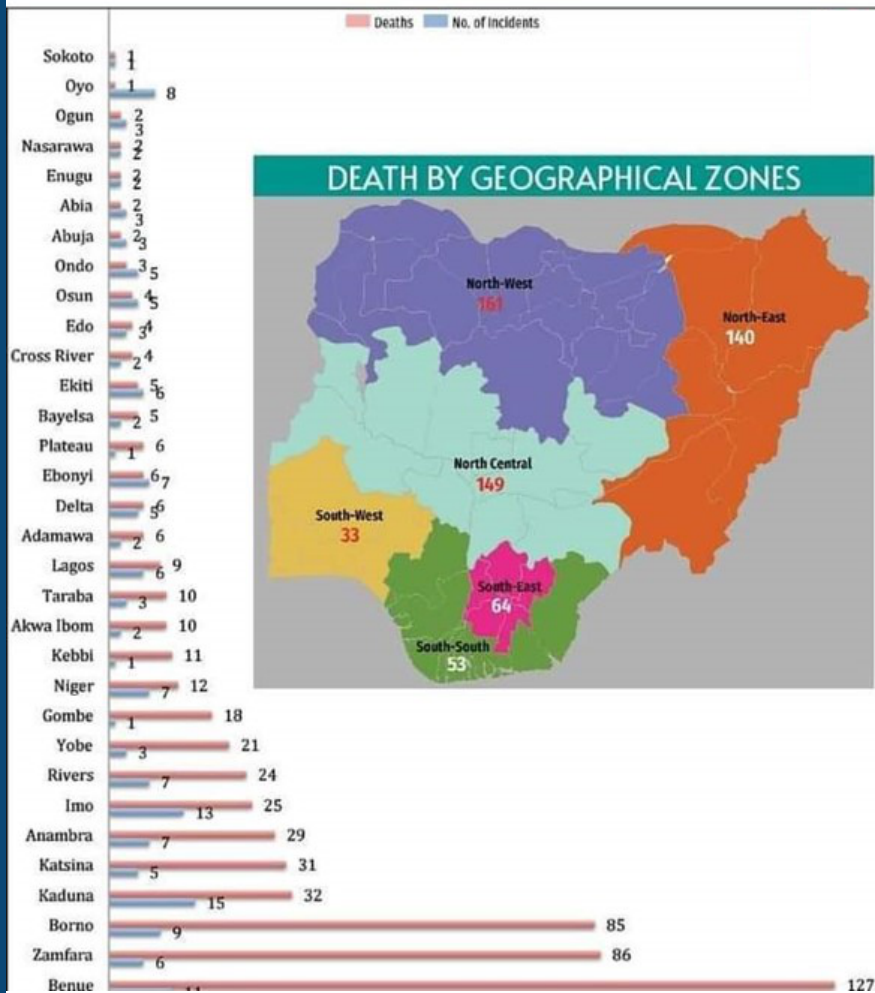 Deaths No. of Incidents
Sokoto 1 1
Oyo 1 8
Ogun 2 3
Nasarawa 2 2
Enugu 2 2
Abia 2 3
Abuja 2 3
Ondo 3 5
Osun 4 5
Edo 4 3
Cross River 4 2
Ekiti 5 6
Bayelsa 5 2
Plateau 6 1
Ebonyi 6 7
Delta 6 5
Adamawa 6 2
Lagos 9 6
Taraba 10 3
Akwa Ibom 10 2
Kebbi 11 1
Niger 12 7
Gombe 18 1
Yobe 21 3
Rivers 24 7
Imo 25 13
Anambra 29 7
Katsina 31 5
Kaduna 32 15
Borno 85 9
Zamfara 86 6
Benue 127
DEATH BY GEOGRAPHICAL ZONES
North-West
161
North-East
140
North Central
149
South-West
33
South-East
64
South-South
53